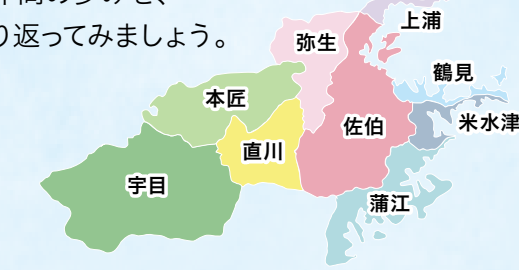 り返ってみましょう。
上浦
弥生
鶴見
本匠
米水津
佐伯
直川
宇目
蒲江